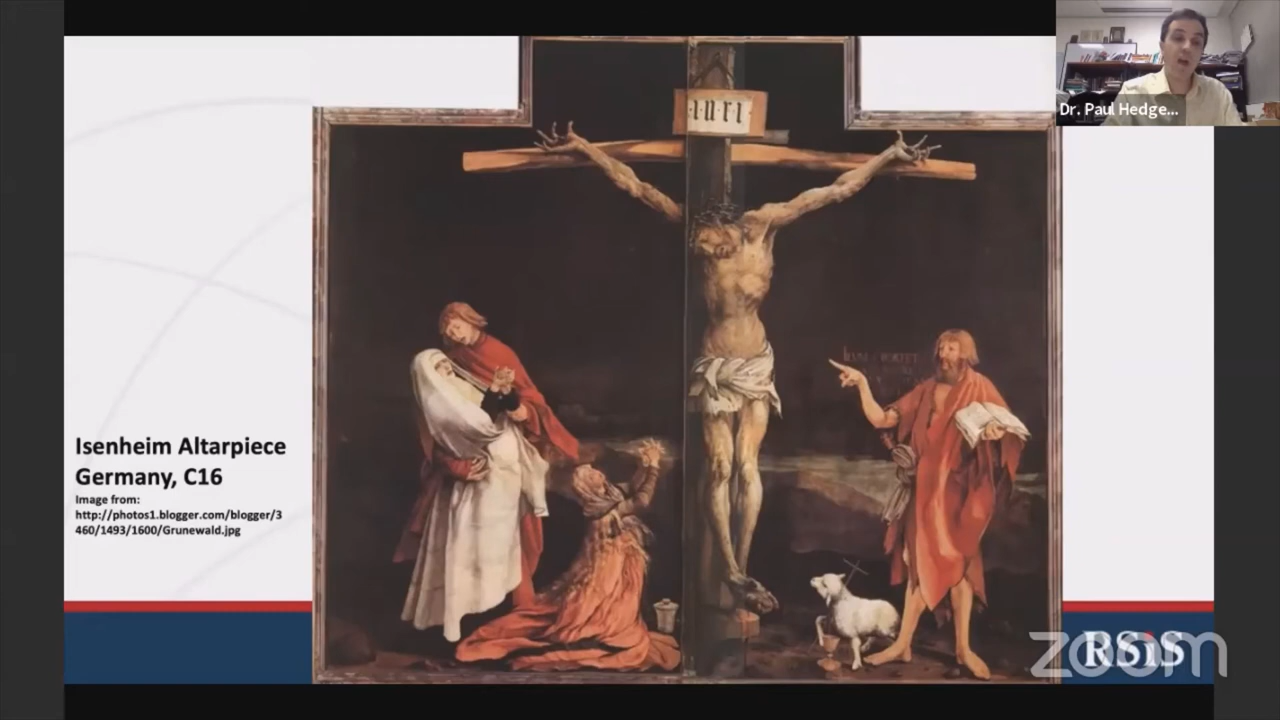 Dr. Paul Hedge...
·ı·n·r·ı·
Isenheim Altarpiece
Germany, C16
Image from:
http://photos1.blogger.com/blogger/3
460/1493/1600/Grunewald.jpg
zoom
RSiS